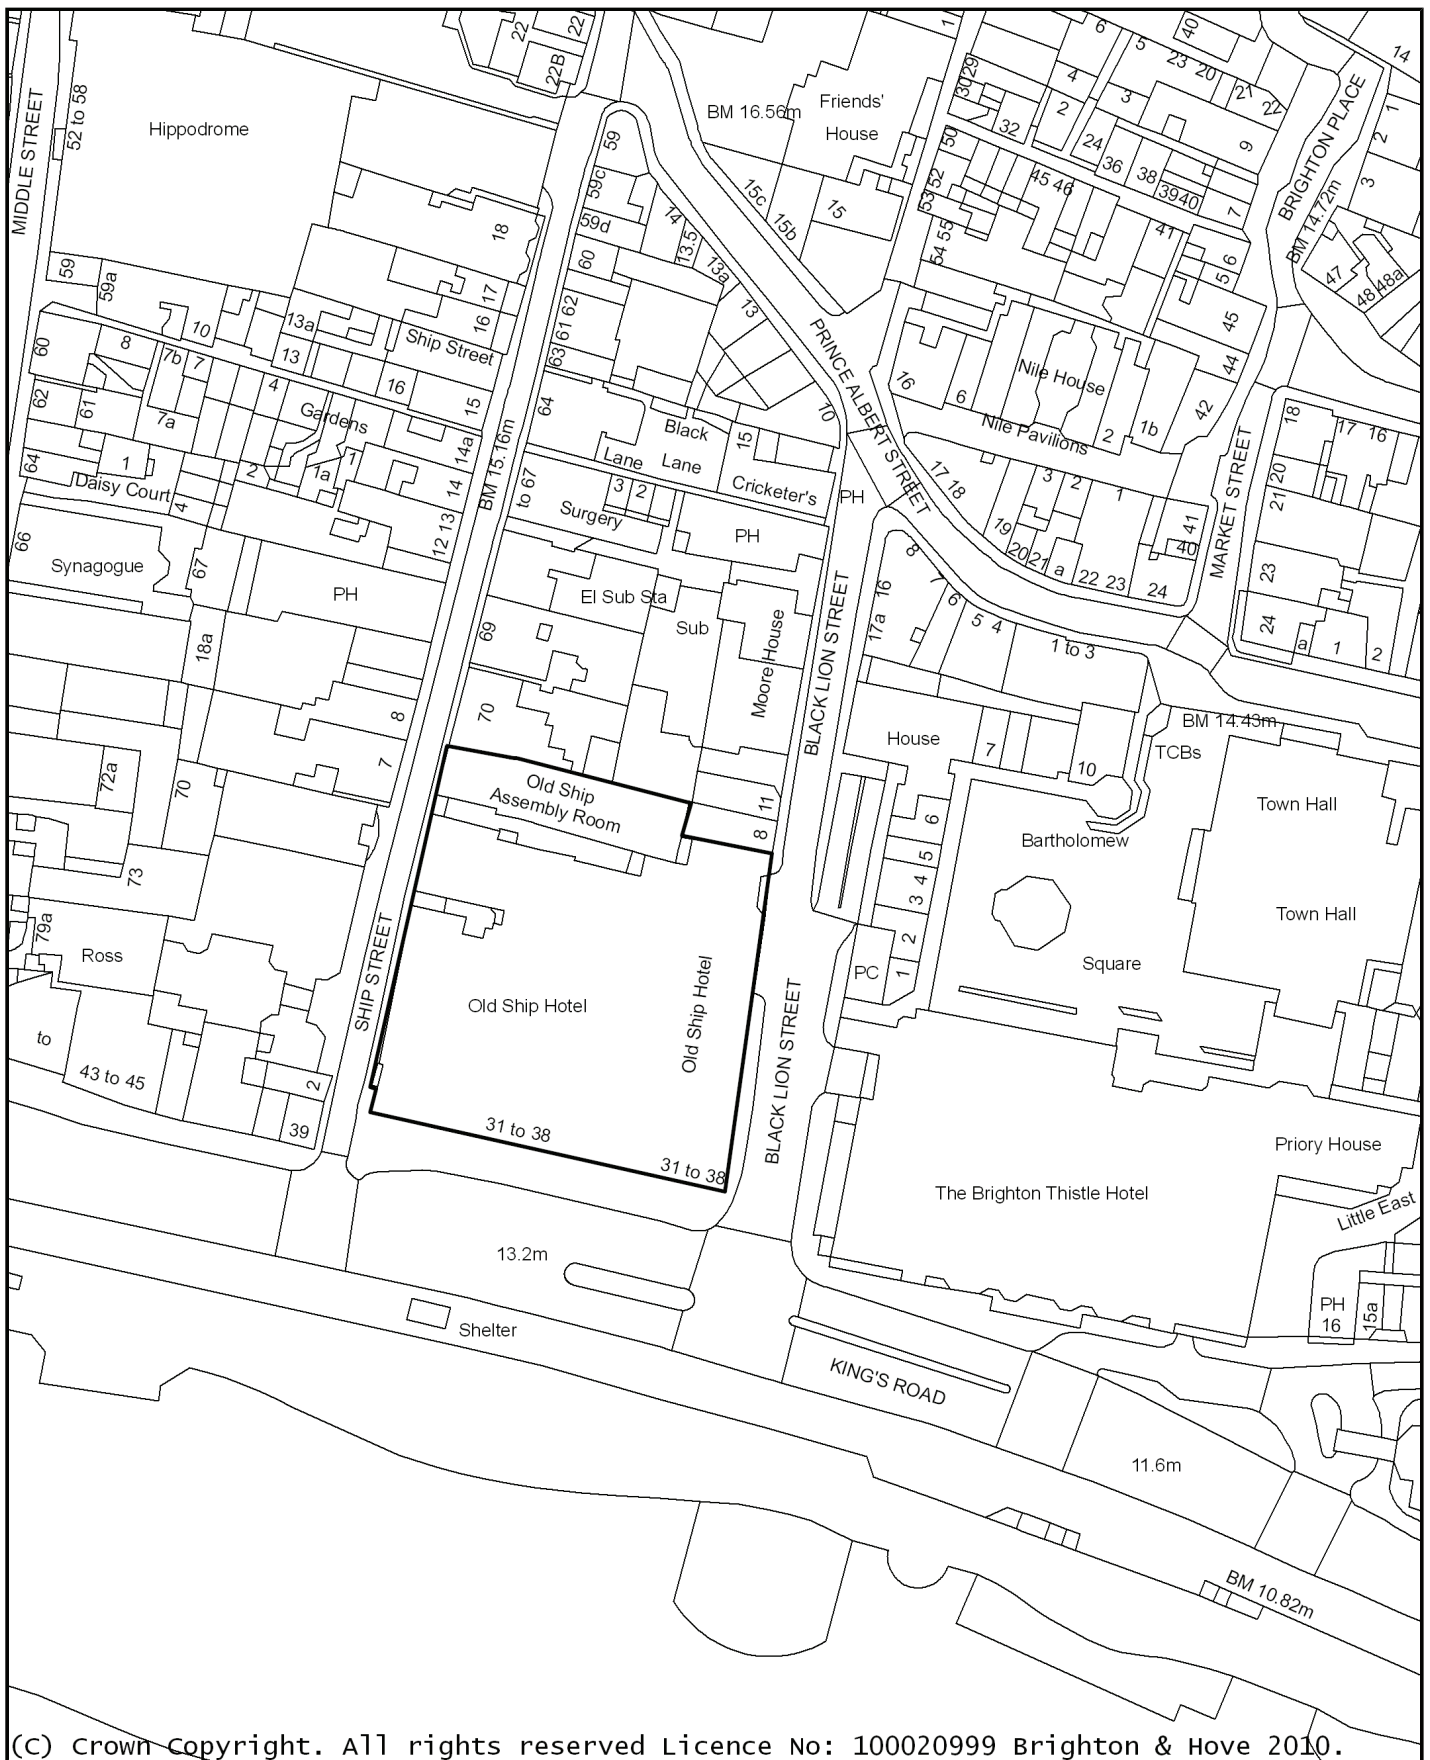 22
22
22B
MIDDLE STREET
52 to 58
Hippodrome
BM 16.56m
Friends'
House
1
29
30
32
6
5
4
2
3
40
23 20
21
22
14
BRIGHTON PLACE
1
2
3
9
24
36
38
39
40
7
50
52
53
54 55
45 46
41
6
5
BM 14.72m
47
48
48a
59
59c
59d
60
62
61
63
14
13.5
13a
13
15c
15b
15
18
59
59a
10
13a
13
17
16
Ship Street
Gardens
16
15
60
8
7b
7
4
62
61
7a
64
1
Daisy Court
4
2
1a
1
14a
14
13
12
BM 15.16m
64
Black
Lane
Lane
15
10
Cricketer's
PH
PH
3
2
Surgery
to 67
PRINCE ALBERT STREET
16
6
Nile House
Nile Pavilions
2
1b
42
44
45
17 18
3
2
1
19
20
21
a
22
23
24
40
41
MARKET STREET
18
17
16
20
21
23
24
a
1
2
66
Synagogue
67
PH
18a
8
7
El Sub Sta
Sub
Moore House
69
70
BLACK LION STREET
16
17a
8
7
6
5
4
1 to 3
BM 14.43m
TCBs
House
7
10
Town Hall
Town Hall
Bartholomew
Square
72a
70
73
79a
Ross
to
43 to 45
2
39
Old Ship
Assembly Room
11
8
SHIP STREET
Old Ship Hotel
Old Ship Hotel
31 to 38
31 to 38
BLACK LION STREET
6
5
4
3
2
1
PC
Priory House
The Brighton Thistle Hotel
Little East
PH
16
15a
13.2m
Shelter
KING'S ROAD
11.6m
BM 10.82m
(C) Crown Copyright. All rights reserved Licence No: 100020999 Brighton & Hove 2010.